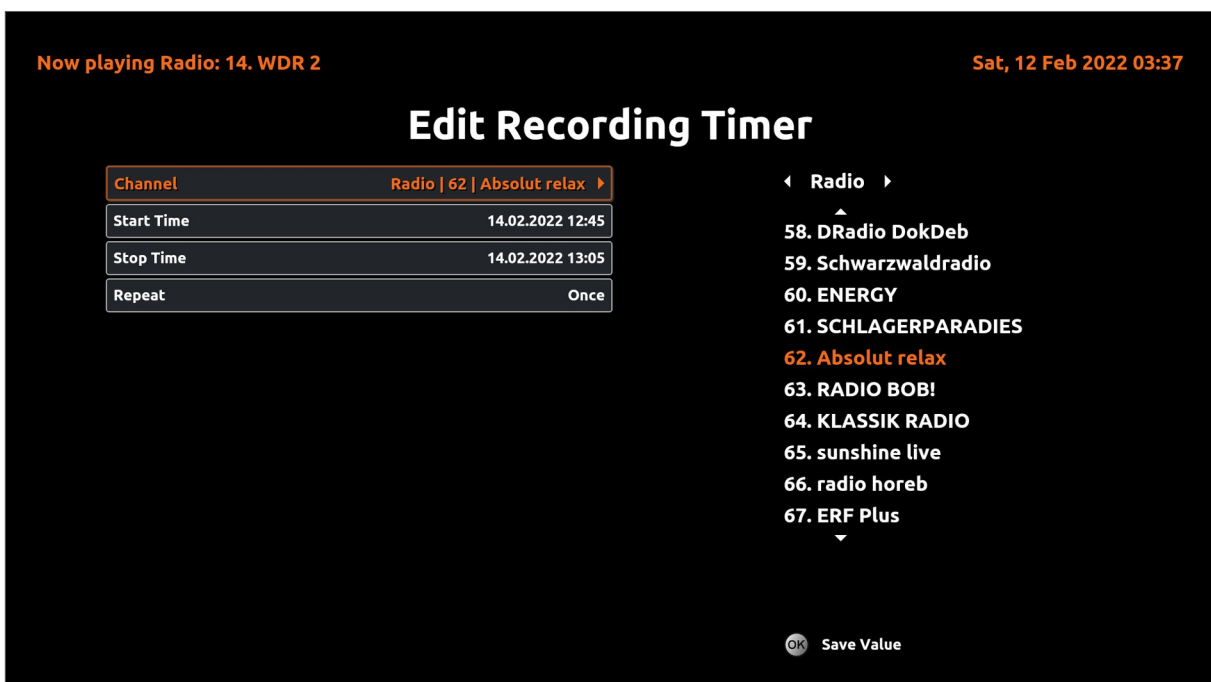 Now playing Radio: 14. WDR 2
Sat, 12 Feb 2022 03:37
Edit Recording Timer
Channel Radio | 62 | Absolut relax
Start Time 14.02.2022 12:45
Stop Time 14.02.2022 13:05
Repeat Once
Radio
58. DRadio DokDeb
59. Schwarzwaldradio
60. ENERGY
61. SCHLAGERPARADIES
62. Absolut relax
63. RADIO BOB!
64. KLASSIK RADIO
65. sunshine live
66. radio horeb
67. ERF Plus
OK Save Value